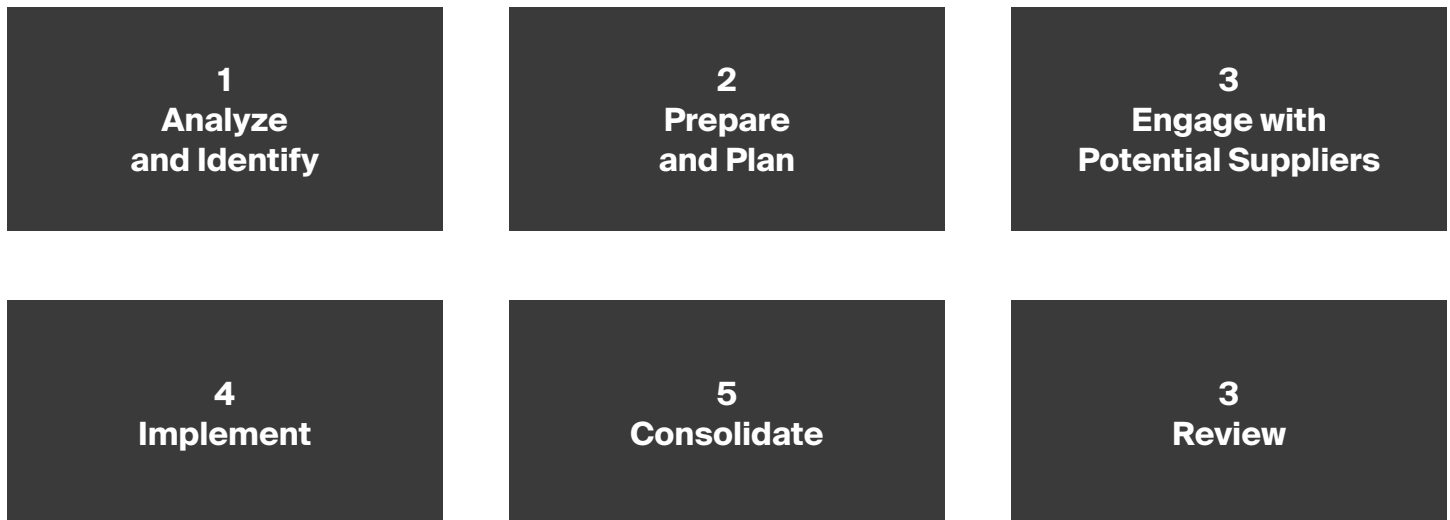 1
Analyze
and Identify
2
Prepare
and Plan
3
Engage with
Potential Suppliers
4
Implement
5
Consolidate
3
Review